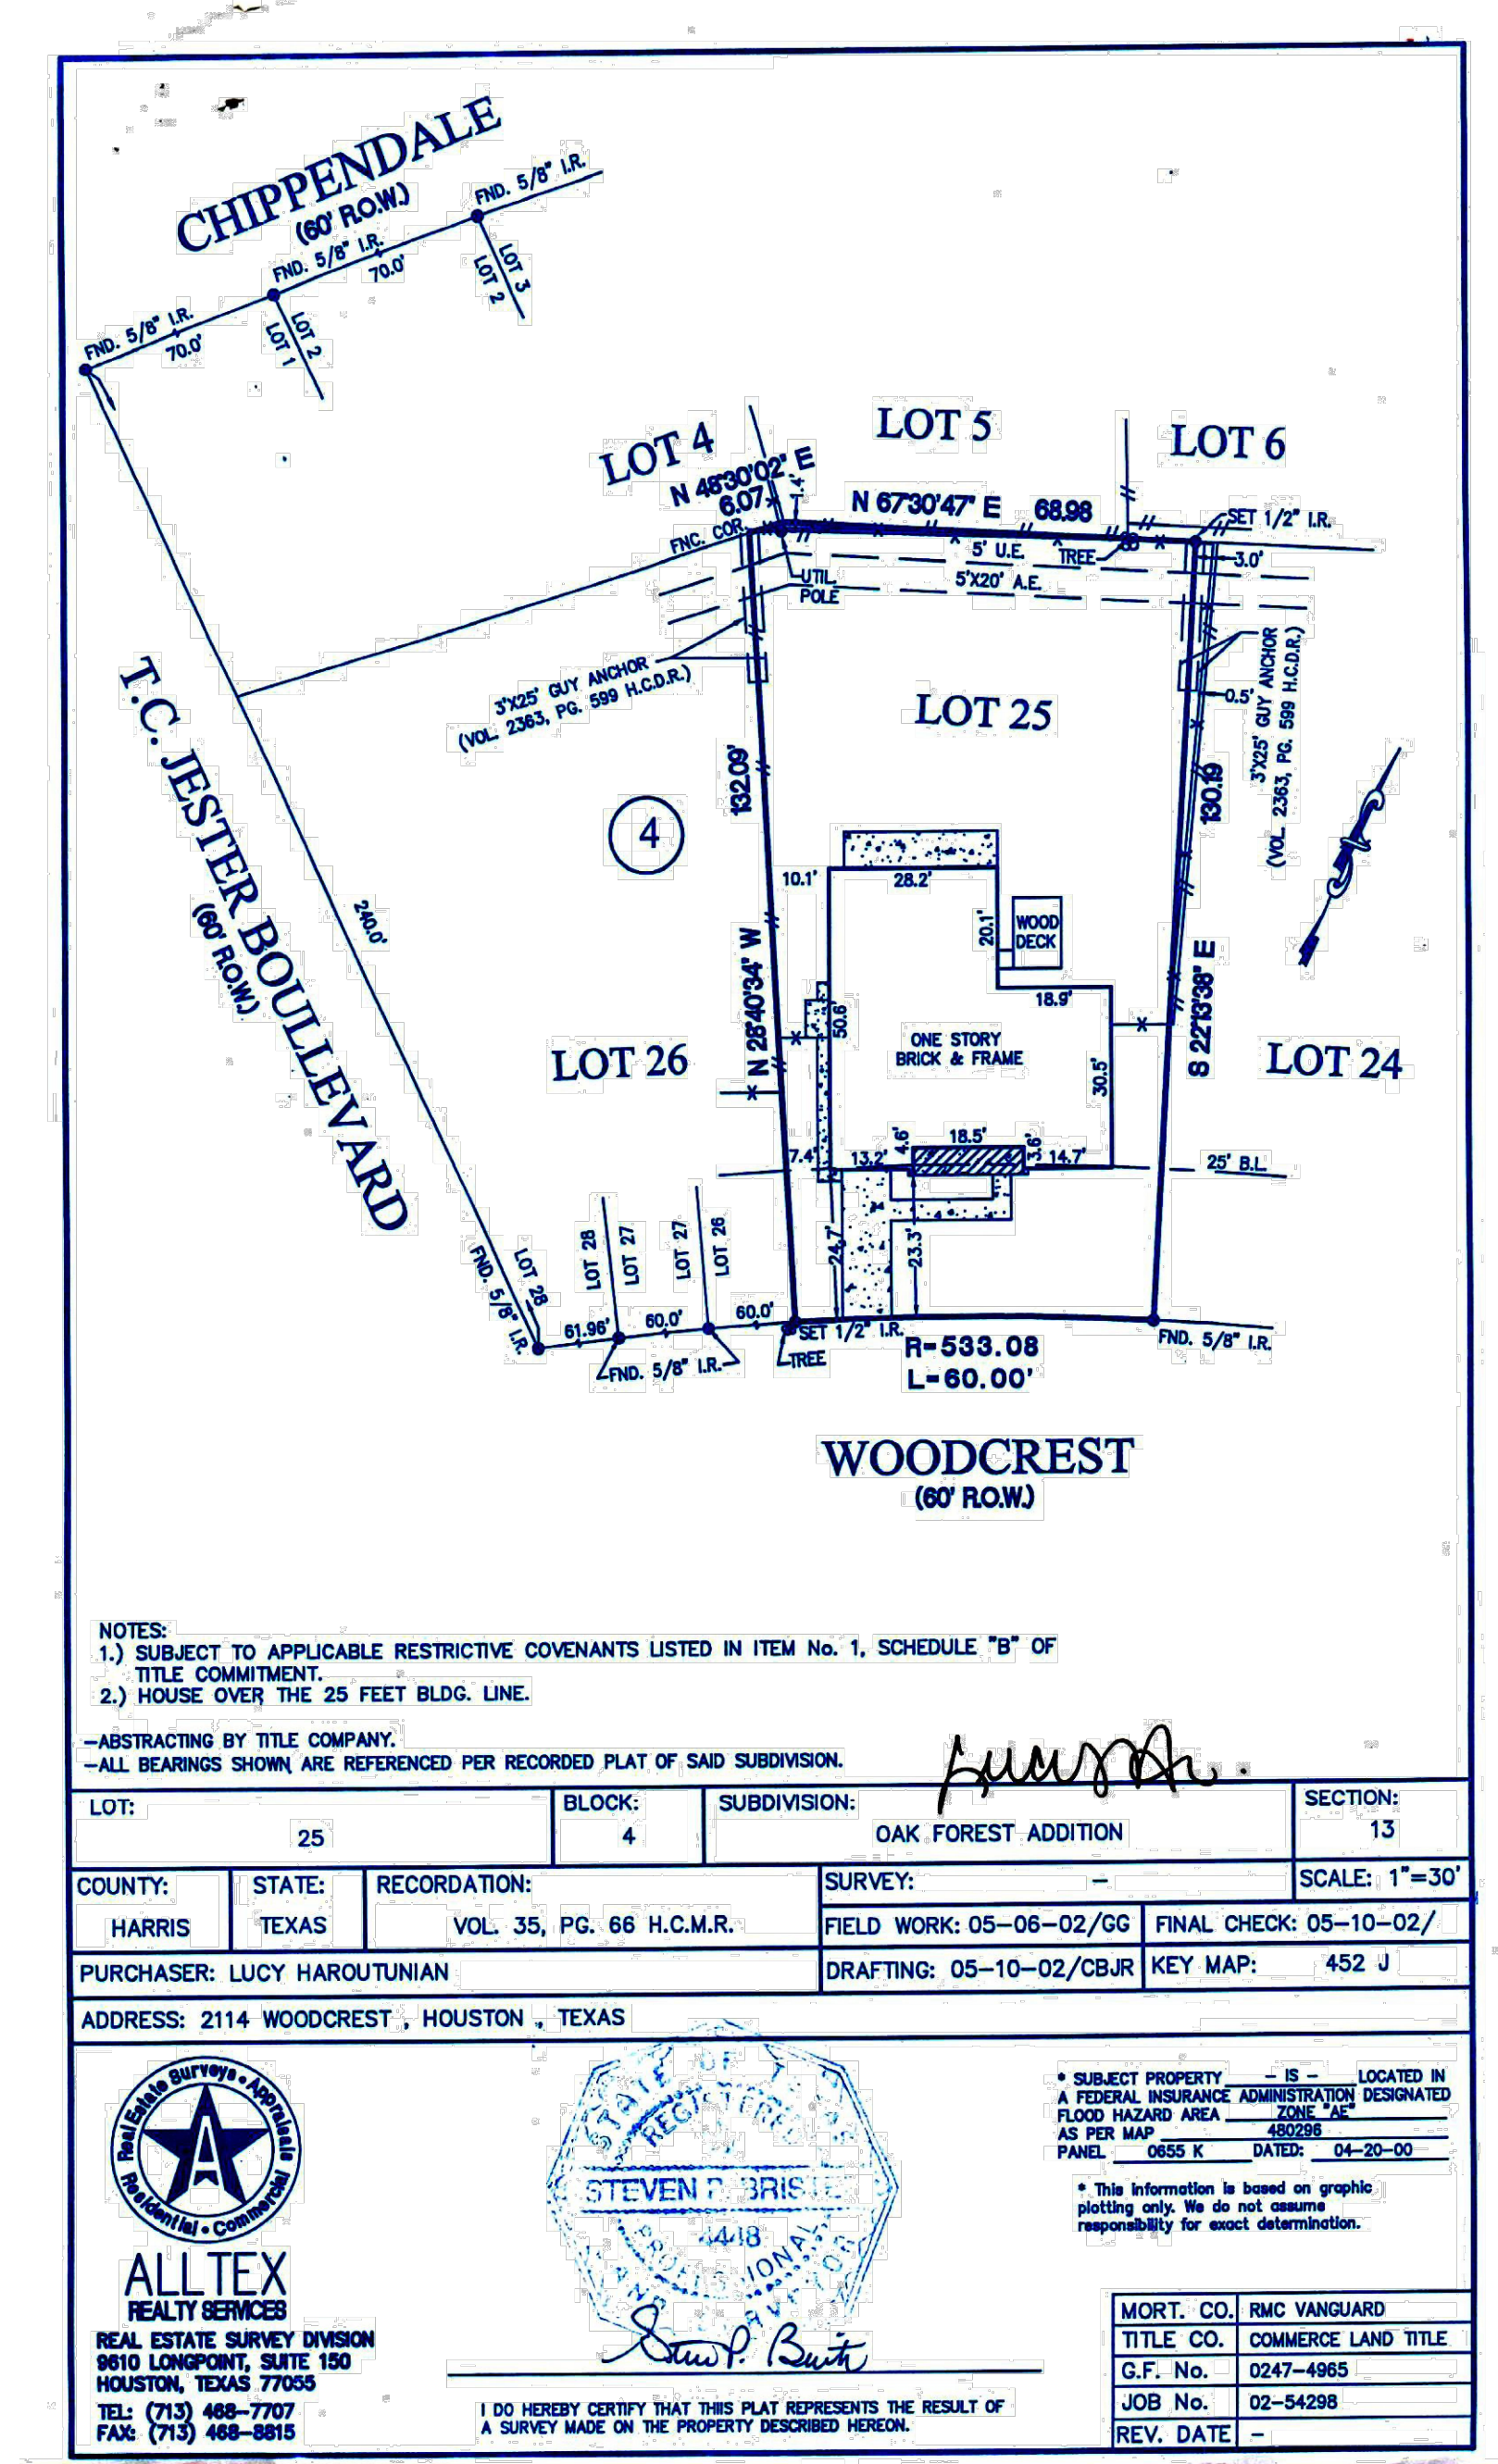 CHIPPENDALE
(60' R.O.W.)
FND. 5/8" I.R.
FND. 5/8" I.R.
70.0'
FND. 5/8" I.R.
70.0'
LOT 3
LOT 2
LOT 2
LOT 1
LOT 4
LOT 5
LOT 6
N 48°30'02" E
6.07
1.4'
N 67°30'47" E 68.98
SET 1/2" I.R.
FNC. COR.
5' U.E.
TREE
3.0'
UTIL.
POLE
5'X20' A.E.
3'X25' GUY ANCHOR
(VOL. 2363, PG. 599 H.C.D.R.)
0.5'
3'X25' GUY ANCHOR
(VOL. 2363, PG. 599 H.C.D.R.)
LOT 25
T.C. JESTER BOULLEVARD
(60' R.O.W.)
240.0'
132.09'
130.19
4
10.1'
28.2'
20.1'
WOOD
DECK
18.9'
N 28°40'34" W
50.6'
S 22°13'38" E
ONE STORY
BRICK & FRAME
30.5'
LOT 26
LOT 24
7.4'
13.2'
4.6'
18.5'
3.6'
14.7'
25' B.L.
24.7'
23.3'
FND. 5/8" I.R.
LOT 28
LOT 28
LOT 27
LOT 27
LOT 26
61.96'
60.0'
60.0'
FND. 5/8" I.R.
SET 1/2" I.R.
TREE
R=533.08
L=60.00'
FND. 5/8" I.R.
WOODCREST
(60' R.O.W.)
NOTES:
1.) SUBJECT TO APPLICABLE RESTRICTIVE COVENANTS LISTED IN ITEM No. 1, SCHEDULE "B" OF
TITLE COMMITMENT.
2.) HOUSE OVER THE 25 FEET BLDG. LINE.
-ABSTRACTING BY TITLE COMPANY.
-ALL BEARINGS SHOWN ARE REFERENCED PER RECORDED PLAT OF SAID SUBDIVISION.
LOT: 25
BLOCK: 4
SUBDIVISION: OAK FOREST ADDITION
SECTION: 13
COUNTY: HARRIS
STATE: TEXAS
RECORDATION: VOL. 35, PG. 66 H.C.M.R.
SURVEY: -
SCALE: 1"=30'
FIELD WORK: 05-06-02/GG
FINAL CHECK: 05-10-02/
PURCHASER: LUCY HAROUTUNIAN
DRAFTING: 05-10-02/CBJR
KEY MAP: 452 J
ADDRESS: 2114 WOODCREST , HOUSTON , TEXAS
Real Estate Surveys • Appraisals
Residential • Commercial
A
ALLTEX
REALTY SERVICES
REAL ESTATE SURVEY DIVISION
9610 LONGPOINT, SUITE 150
HOUSTON, TEXAS 77055
TEL: (713) 468-7707
FAX: (713) 468-8815
STATE OF
REGISTERED
STEVEN P.
4448
I DO HEREBY CERTIFY THAT THIIS PLAT REPRESENTS THE RESULT OF
A SURVEY MADE ON THE PROPERTY DESCRIBED HEREON.
* SUBJECT PROPERTY - IS - LOCATED IN
A FEDERAL INSURANCE ADMINISTRATION DESIGNATED
FLOOD HAZARD AREA ZONE "AE"
AS PER MAP 480296
PANEL 0655 K DATED: 04-20-00
* This information is based on graphic
plotting only. We do not assume
responsibility for exact determination.
MORT. CO. RMC VANGUARD
TITLE CO. COMMERCE LAND TITLE
G.F. No. 0247-4965
JOB No. 02-54298
REV. DATE -